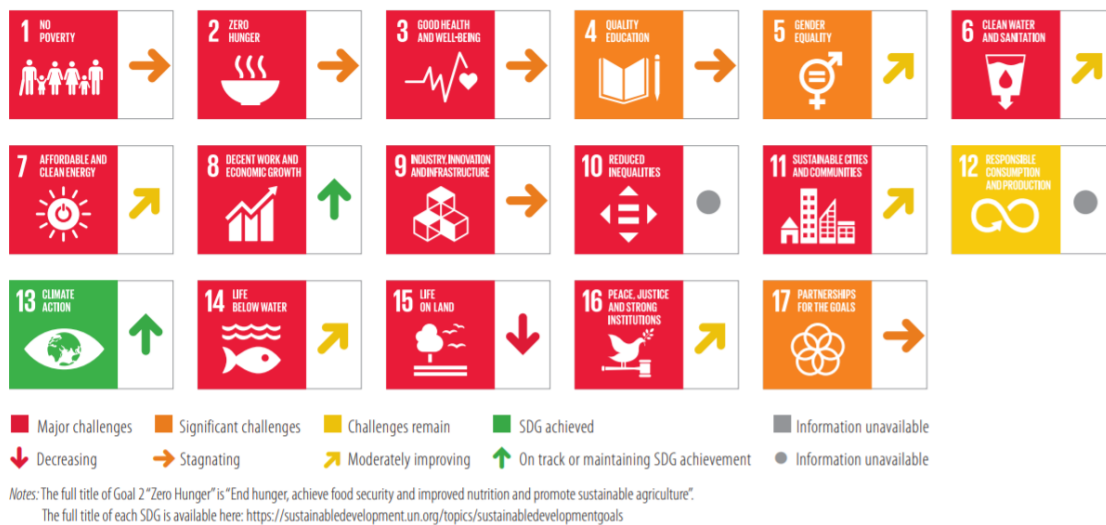 1 NO
POVERTY
2 ZERO
HUNGER
3 GOOD HEALTH
AND WELL-BEING
4 QUALITY
EDUCATION
5 GENDER
EQUALITY
6 CLEAN WATER
AND SANITATION
7 AFFORDABLE AND
CLEAN ENERGY
8 DECENT WORK AND
ECONOMIC GROWTH
9 INDUSTRY, INNOVATION
AND INFRASTRUCTURE
10 REDUCED
INEQUALITIES
11 SUSTAINABLE CITIES
AND COMMUNITIES
12 RESPONSIBLE
CONSUMPTION
AND PRODUCTION
13 CLIMATE
ACTION
14 LIFE
BELOW WATER
15 LIFE
ON LAND
16 PEACE, JUSTICE
AND STRONG
INSTITUTIONS
17 PARTNERSHIPS
FOR THE GOALS
Major challenges Significant challenges Challenges remain SDG achieved Information unavailable
Decreasing Stagnating Moderately improving On track or maintaining SDG achievement Information unavailable
Notes: The full title of Goal 2 “Zero Hunger” is “End hunger, achieve food security and improved nutrition and promote sustainable agriculture”.
The full title of each SDG is available here: https://sustainabledevelopment.un.org/topics/sustainabledevelopmentgoals